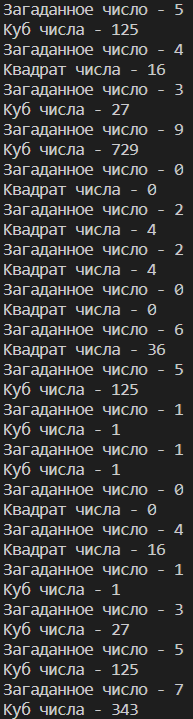 Загаданное число - 5
Куб числа - 125
Загаданное число - 4
Квадрат числа - 16
Загаданное число - 3
Куб числа - 27
Загаданное число - 9
Куб числа - 729
Загаданное число - 0
Квадрат числа - 0
Загаданное число - 2
Квадрат числа - 4
Загаданное число - 2
Квадрат числа - 4
Загаданное число - 0
Квадрат числа - 0
Загаданное число - 6
Квадрат числа - 36
Загаданное число - 5
Куб числа - 125
Загаданное число - 1
Куб числа - 1
Загаданное число - 1
Куб числа - 1
Загаданное число - 0
Квадрат числа - 0
Загаданное число - 4
Квадрат числа - 16
Загаданное число - 1
Куб числа - 1
Загаданное число - 3
Куб числа - 27
Загаданное число - 5
Куб числа - 125
Загаданное число - 7
Куб числа - 343